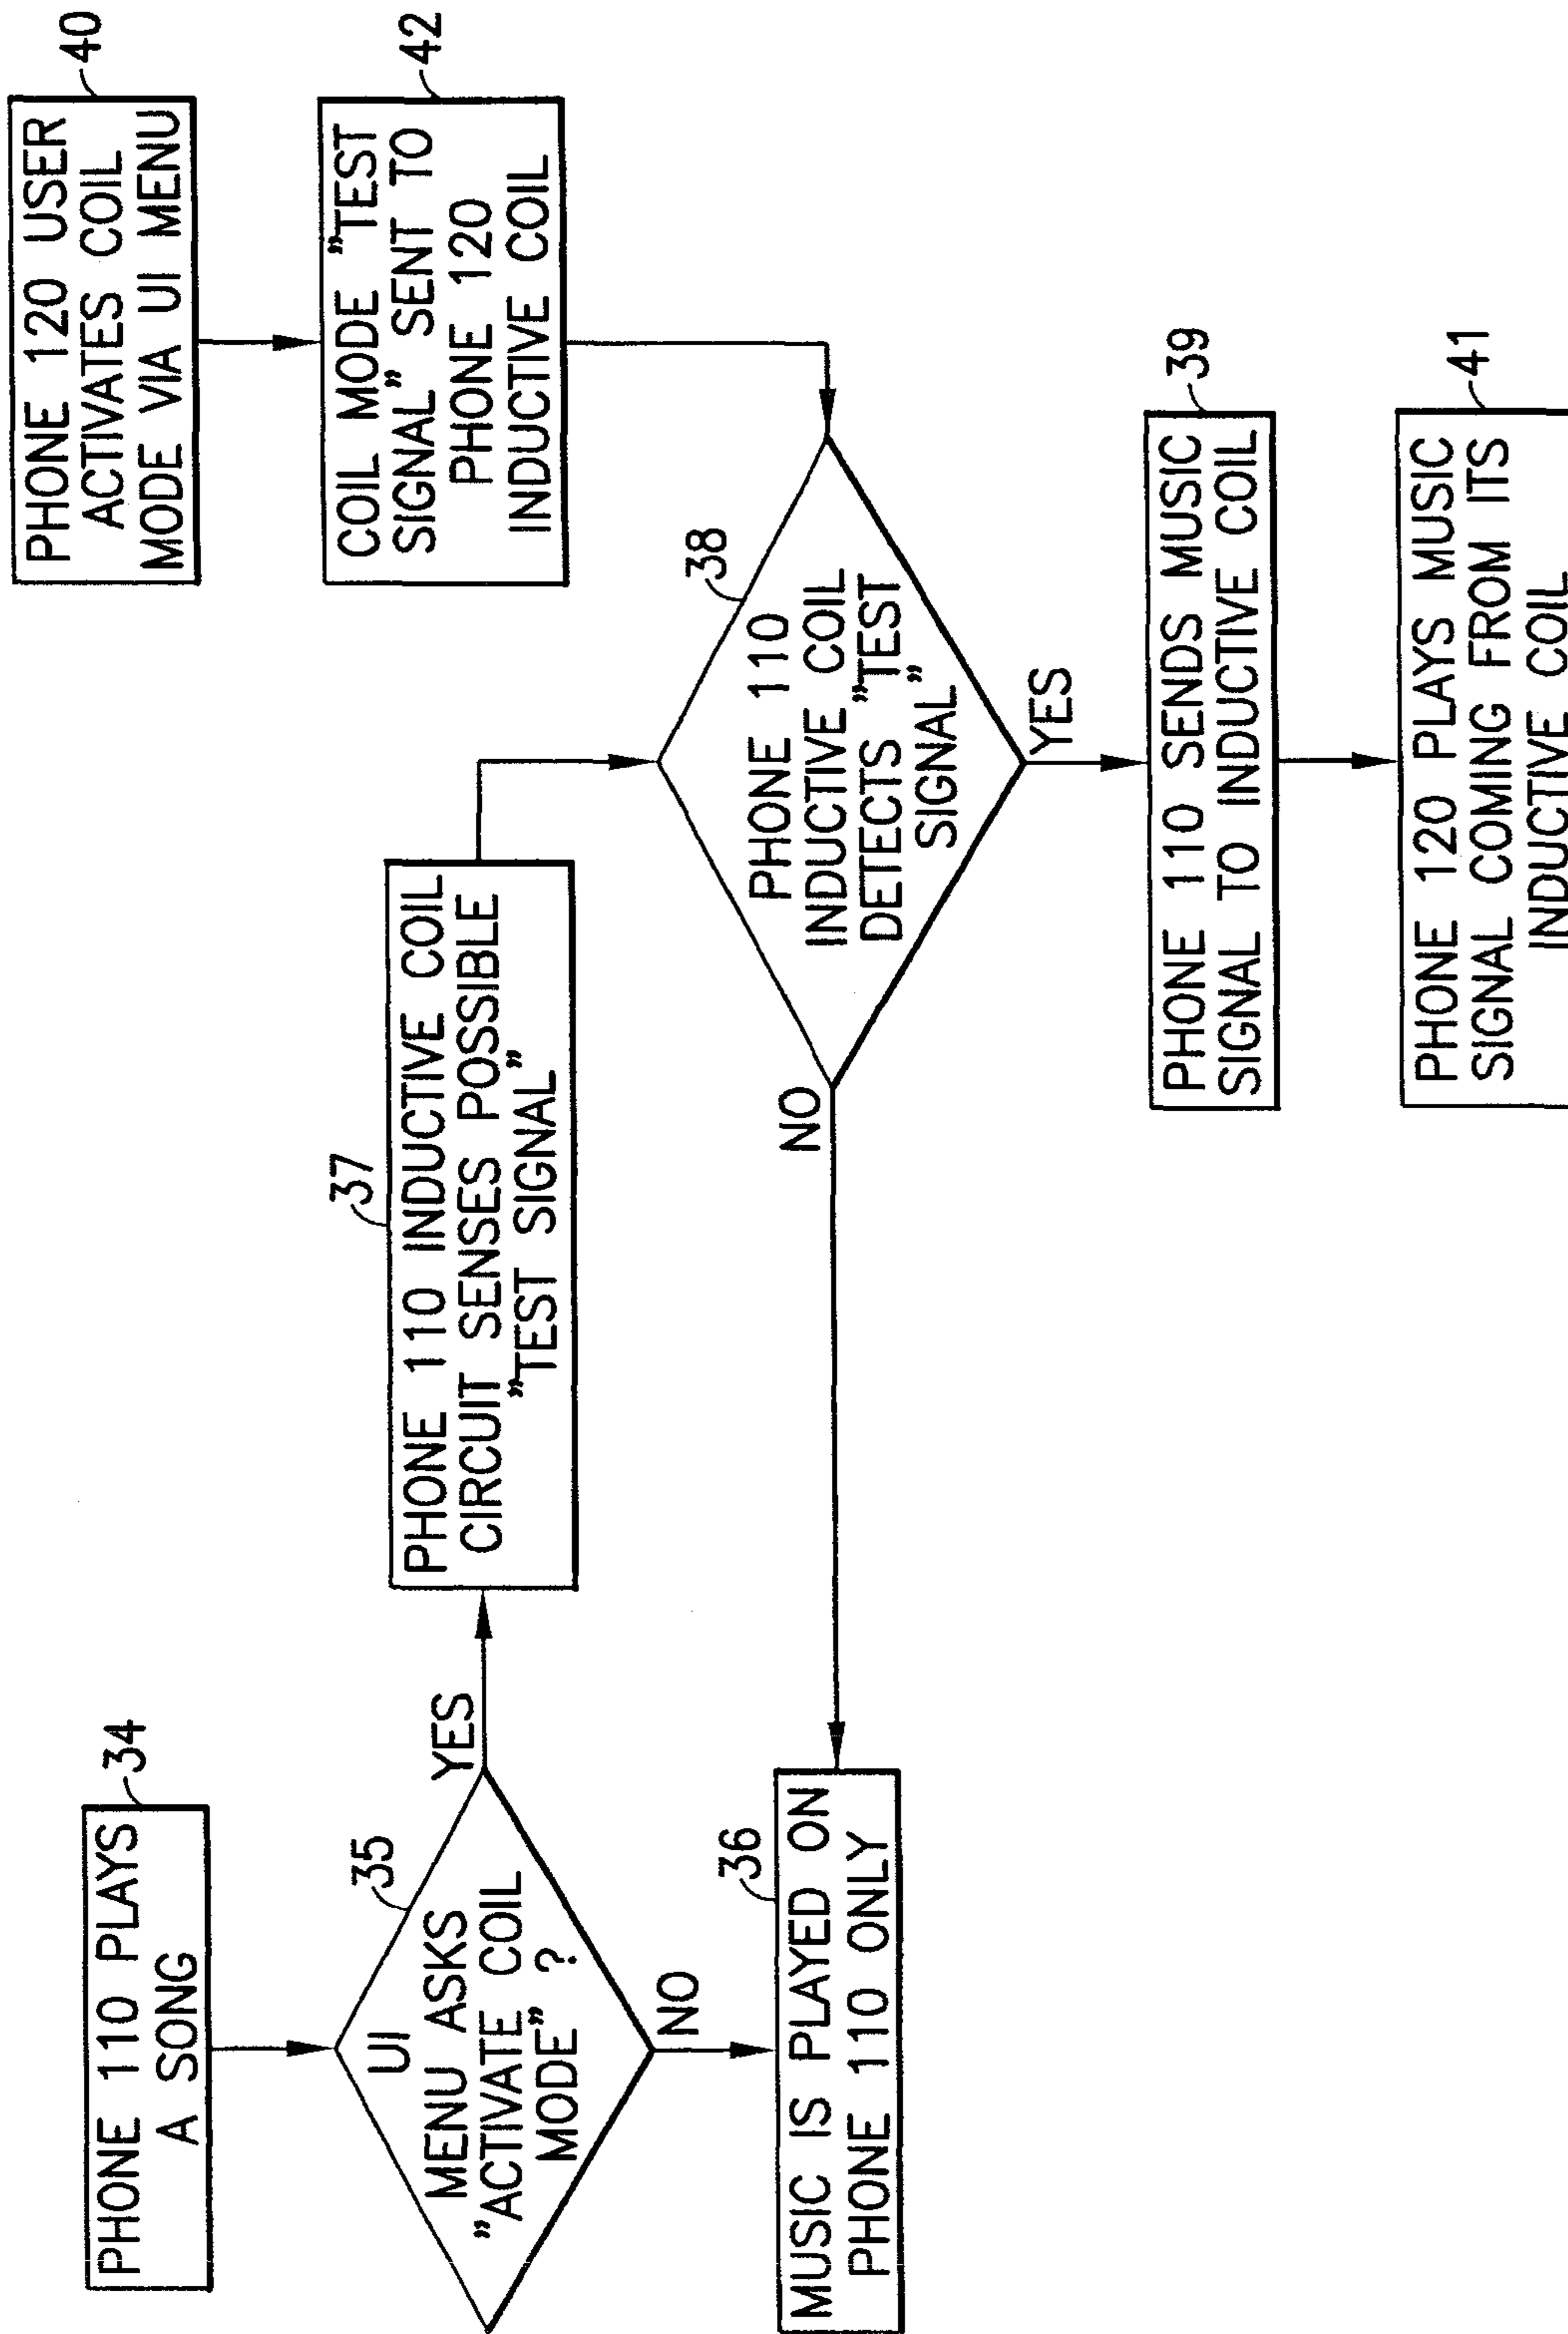 PHONE 110 PLAYS
A SONG
34
UI
MENU ASKS
"ACTIVATE COIL
MODE" ?
35
YES
NO
MUSIC IS PLAYED ON
PHONE 110 ONLY
36
PHONE 110 INDUCTIVE COIL
CIRCUIT SENSES POSSIBLE
"TEST SIGNAL"
37
PHONE 120 USER
ACTIVATES COIL
MODE VIA UI MENU
40
COIL MODE "TEST
SIGNAL" SENT TO
PHONE 120
INDUCTIVE COIL
42
PHONE 110
INDUCTIVE COIL
DETECTS "TEST
SIGNAL"
38
NO
YES
PHONE 110 SENDS MUSIC
SIGNAL TO INDUCTIVE COIL
39
PHONE 120 PLAYS MUSIC
SIGNAL COMING FROM ITS
INDUCTIVE COIL
41